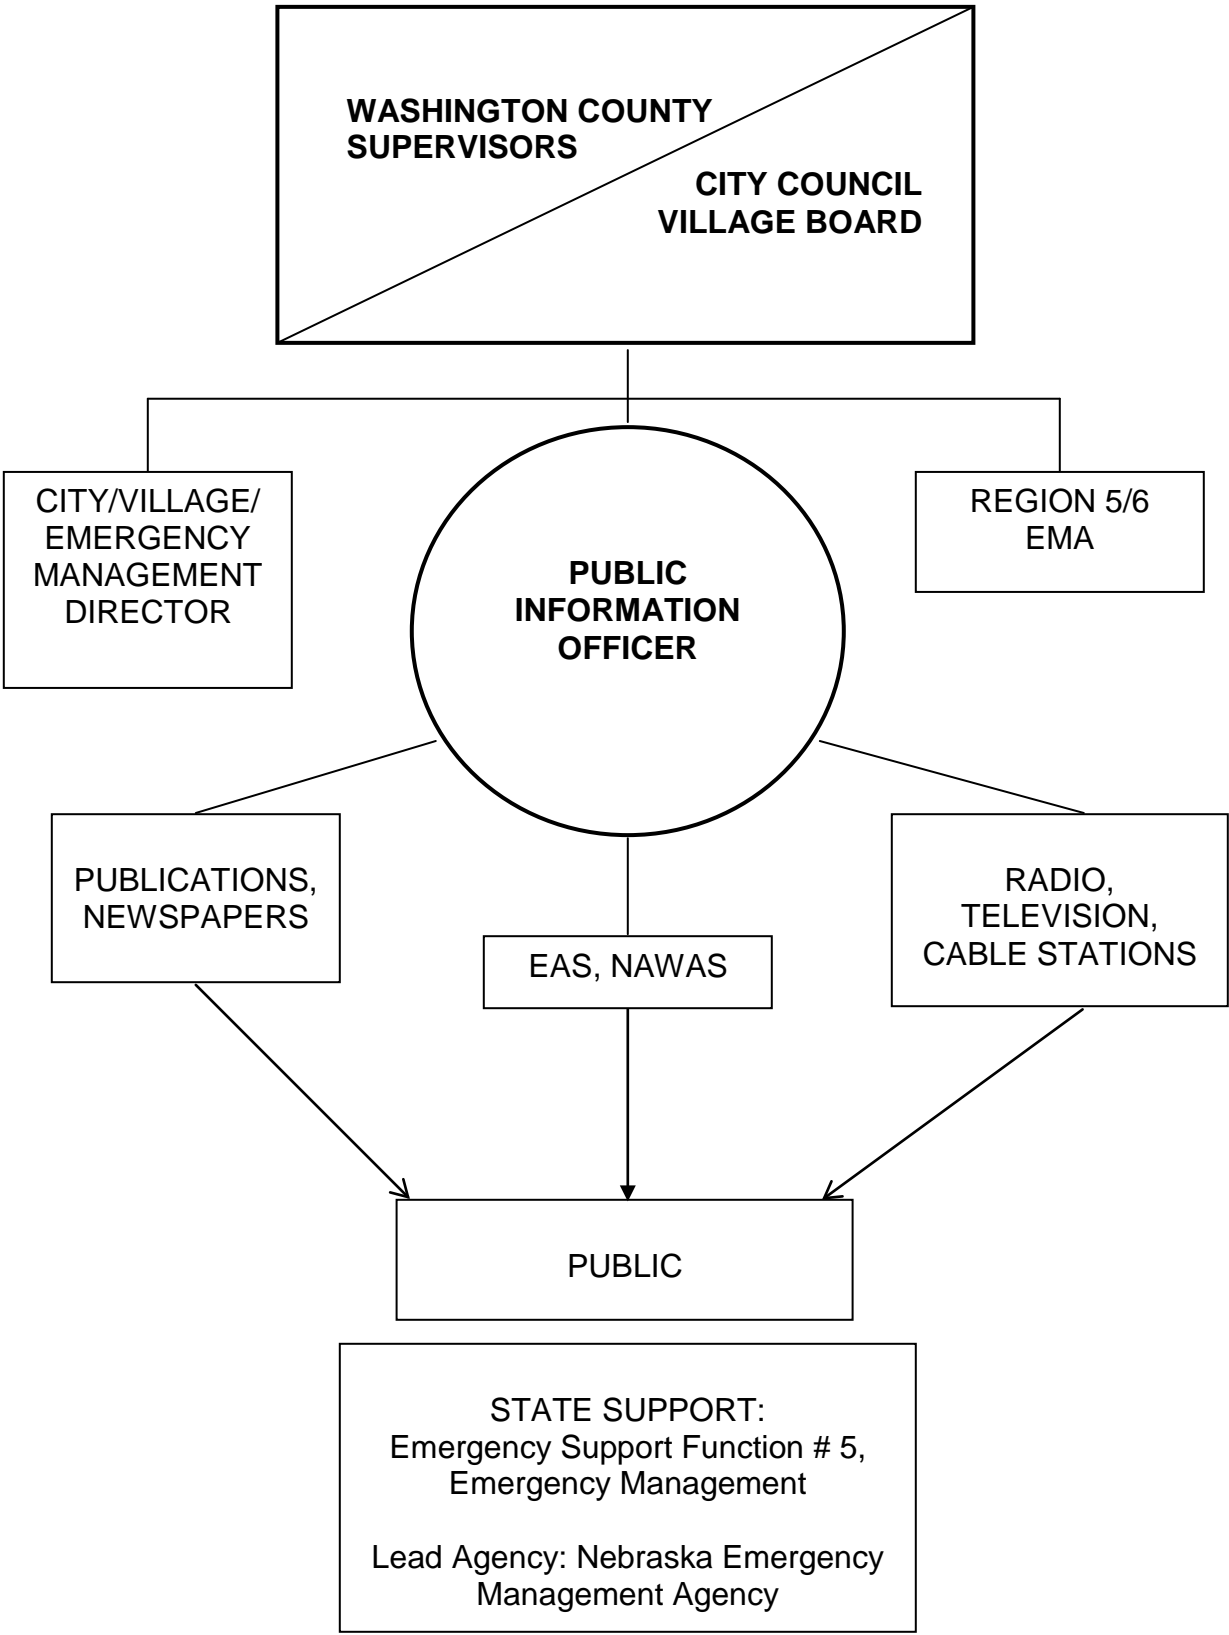 WASHINGTON COUNTY
SUPERVISORS
CITY COUNCIL
VILLAGE BOARD
CITY/VILLAGE/
EMERGENCY
MANAGEMENT
DIRECTOR
PUBLIC
INFORMATION
OFFICER
REGION 5/6
EMA
PUBLICATIONS,
NEWSPAPERS
EAS, NAWAS
RADIO,
TELEVISION,
CABLE STATIONS
PUBLIC
STATE SUPPORT:
Emergency Support Function # 5,
Emergency Management
Lead Agency: Nebraska Emergency
Management Agency